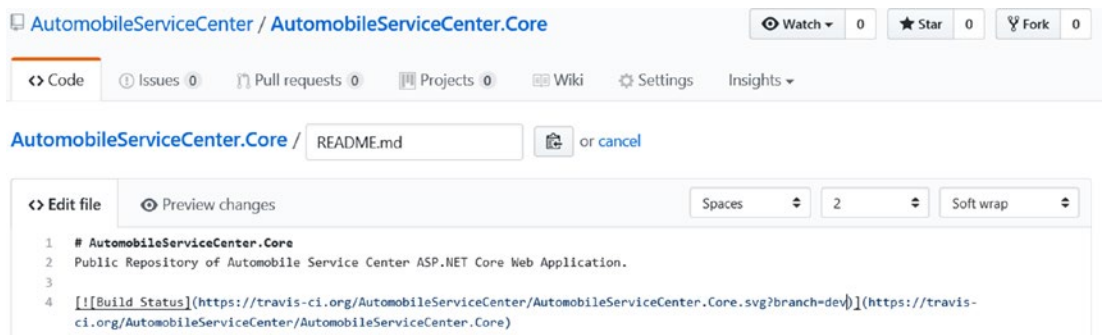 AutomobileServiceCenter / AutomobileServiceCenter.Core Watch 0 Star 0 Fork 0
Code Issues 0 Pull requests 0 Projects 0 Wiki Settings Insights
AutomobileServiceCenter.Core / README.md or cancel
<> Edit file Preview changes Spaces 2 Soft wrap
1 # AutomobileServiceCenter.Core
2 Public Repository of Automobile Service Center ASP.NET Core Web Application.
3
4 [![Build Status](https://travis-ci.org/AutomobileServiceCenter/AutomobileServiceCenter.Core.svg?branch=dev)](https://travis-
ci.org/AutomobileServiceCenter/AutomobileServiceCenter.Core)